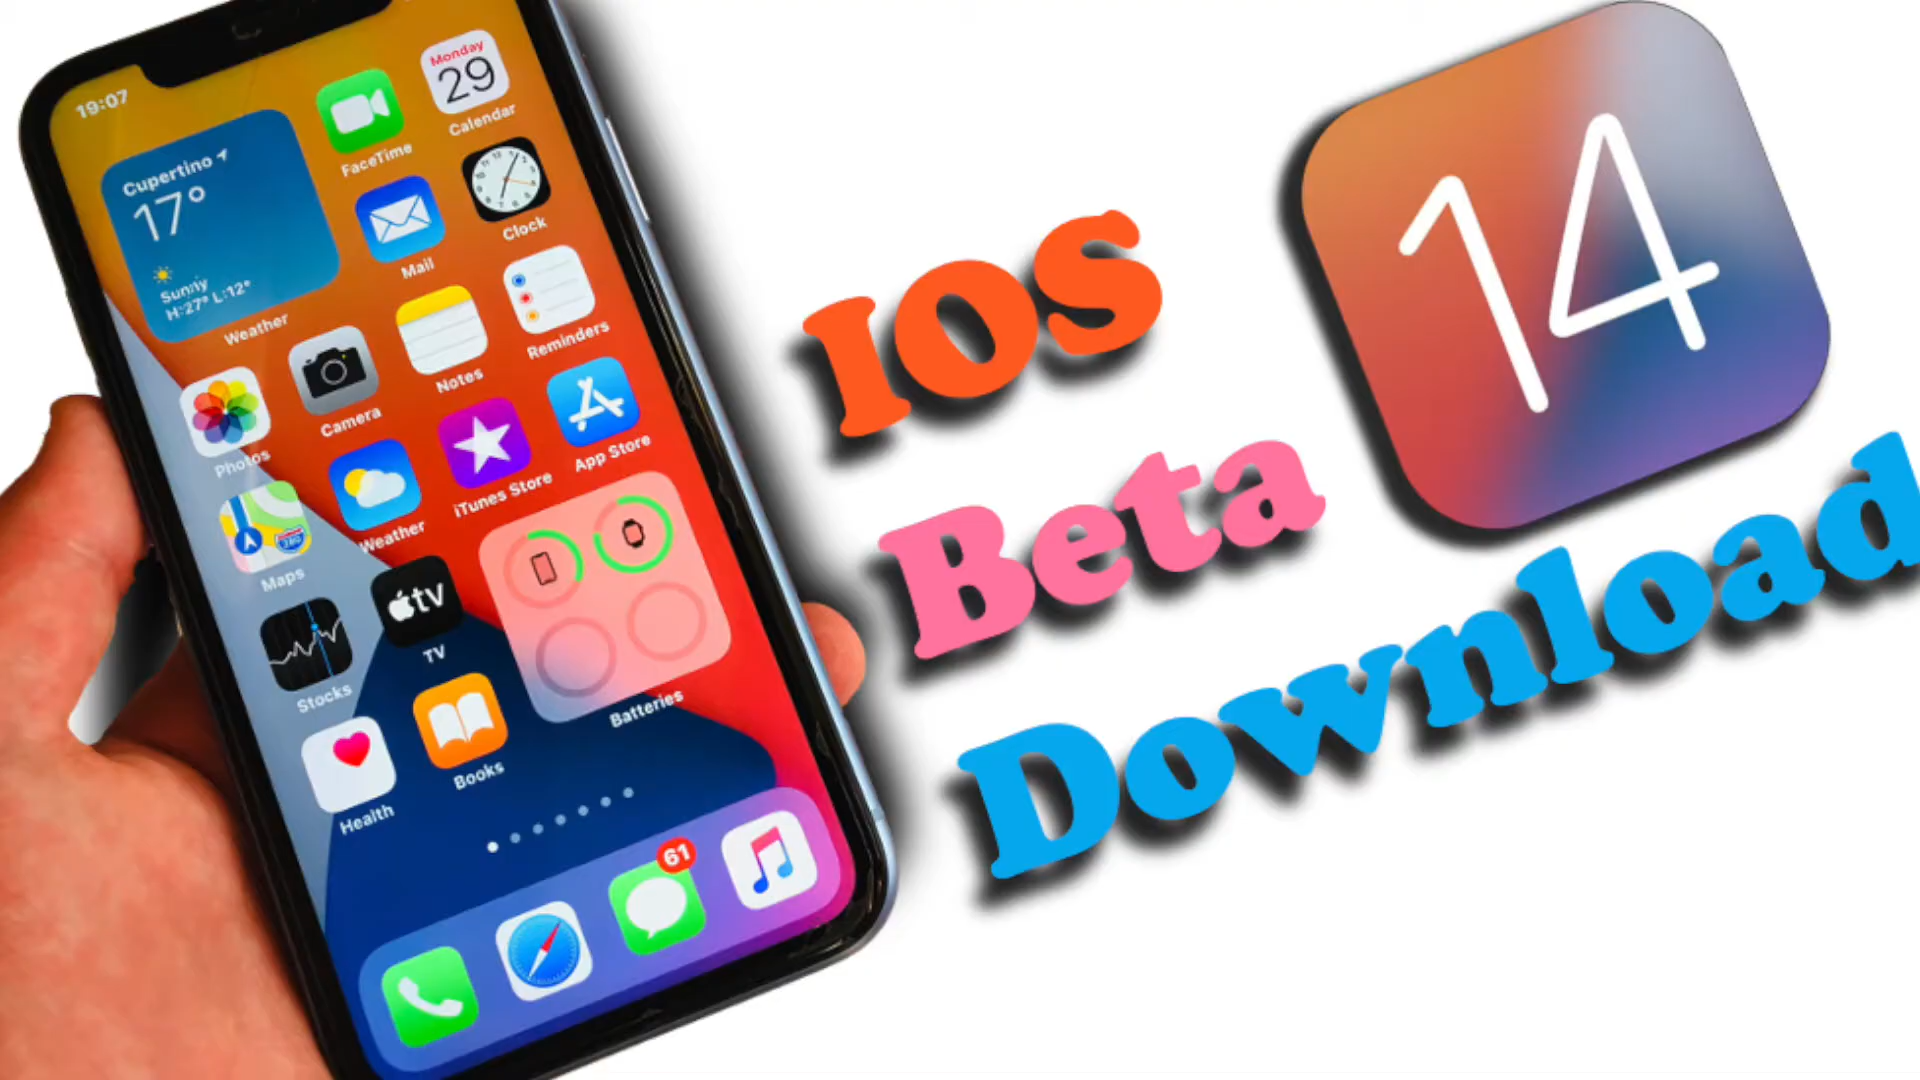 19:07
Cupertino
17°
Sunny
H:27° L:12°
Weather
FaceTime
Monday
29
Calendar
Mail
Clock
Photos
Camera
Notes
Reminders
Maps
280
Weather
iTunes Store
App Store
Stocks
tv
TV
Batteries
Health
Books
61
IOS
Beta
Download
14